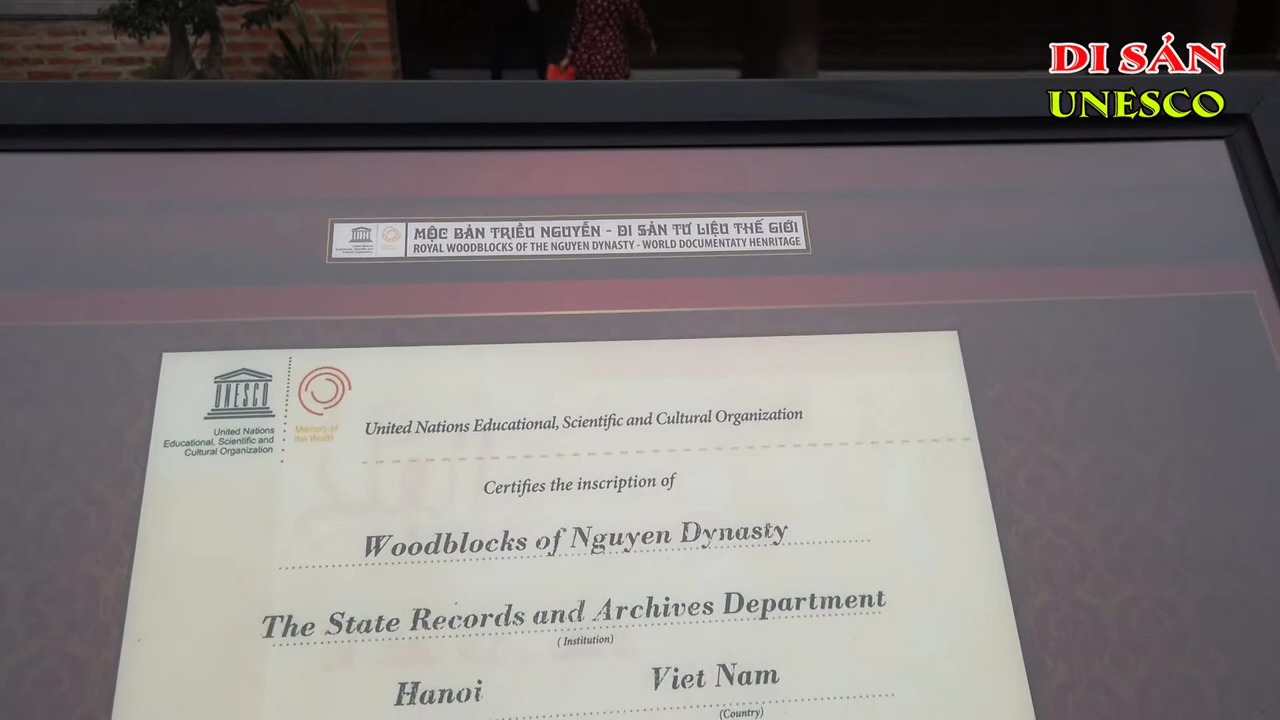 DI SẢN
UNESCO
MỘC BẢN TRIỀU NGUYỄN - DI SẢN TƯ LIỆU THẾ GIỚI
ROYAL WOODBLOCKS OF THE NGUYEN DYNASTY - WORLD DOCUMENTATY HENRITAGE
UNESCO
United Nations
Educational, Scientific and
Cultural Organization
Memory of
the World
United Nations Educational, Scientific and Cultural Organization
Certifies the inscription of
Woodblocks of Nguyen Dynasty
The State Records and Archives Department
( Institution)
Hanoi Viet Nam
(Country)